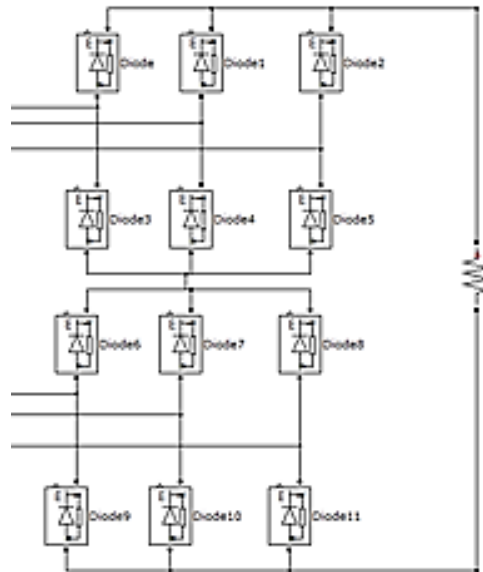 E Diode E Diode1 E Diode2
E Diode3 E Diode4 E Diode5
E Diode6 E Diode7 E Diode8
E Diode9 E Diode10 E Diode11